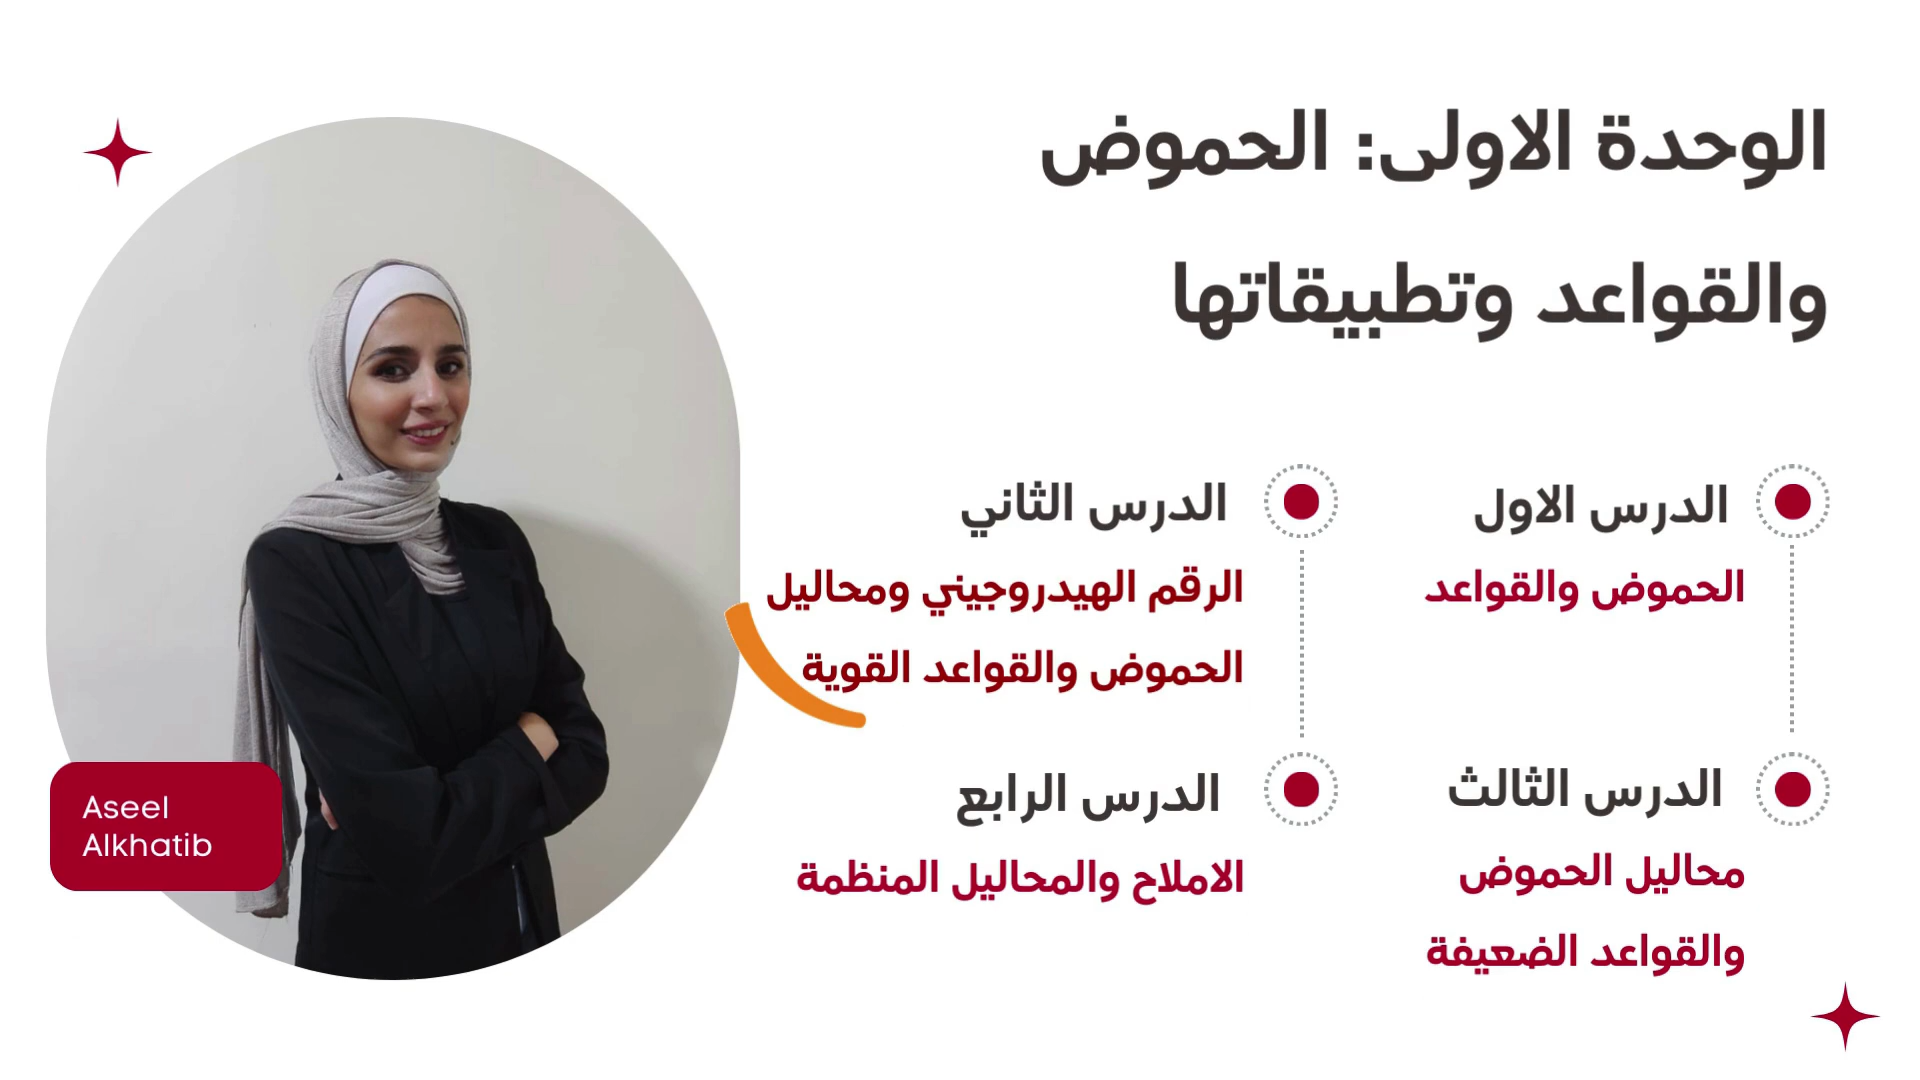 الوحدة الاولى: الحموض
والقواعد وتطبيقاتها
الدرس الاول
الحموض والقواعد
الدرس الثاني
الرقم الهيدروجيني ومحاليل
الحموض والقواعد القوية
الدرس الثالث
محاليل الحموض
والقواعد الضعيفة
الدرس الرابع
الاملاح والمحاليل المنظمة
Aseel
Alkhatib